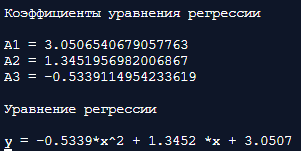 Коэффициенты уравнения регрессии
A1 = 3.0506540679057763
A2 = 1.3451956982006867
A3 = -0.5339114954233619
Уравнение регрессии
y = -0.5339*x^2 + 1.3452 *x + 3.0507